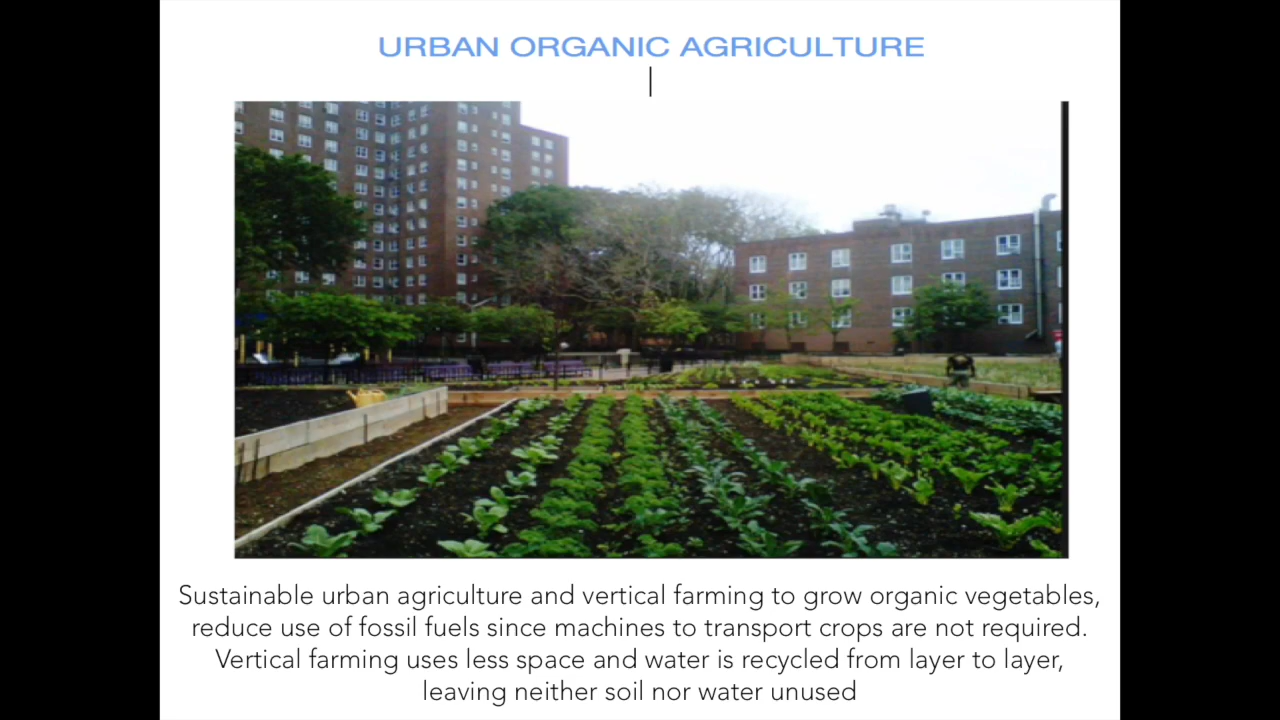 URBAN ORGANIC AGRICULTURE
Sustainable urban agriculture and vertical farming to grow organic vegetables,
reduce use of fossil fuels since machines to transport crops are not required.
Vertical farming uses less space and water is recycled from layer to layer,
leaving neither soil nor water unused